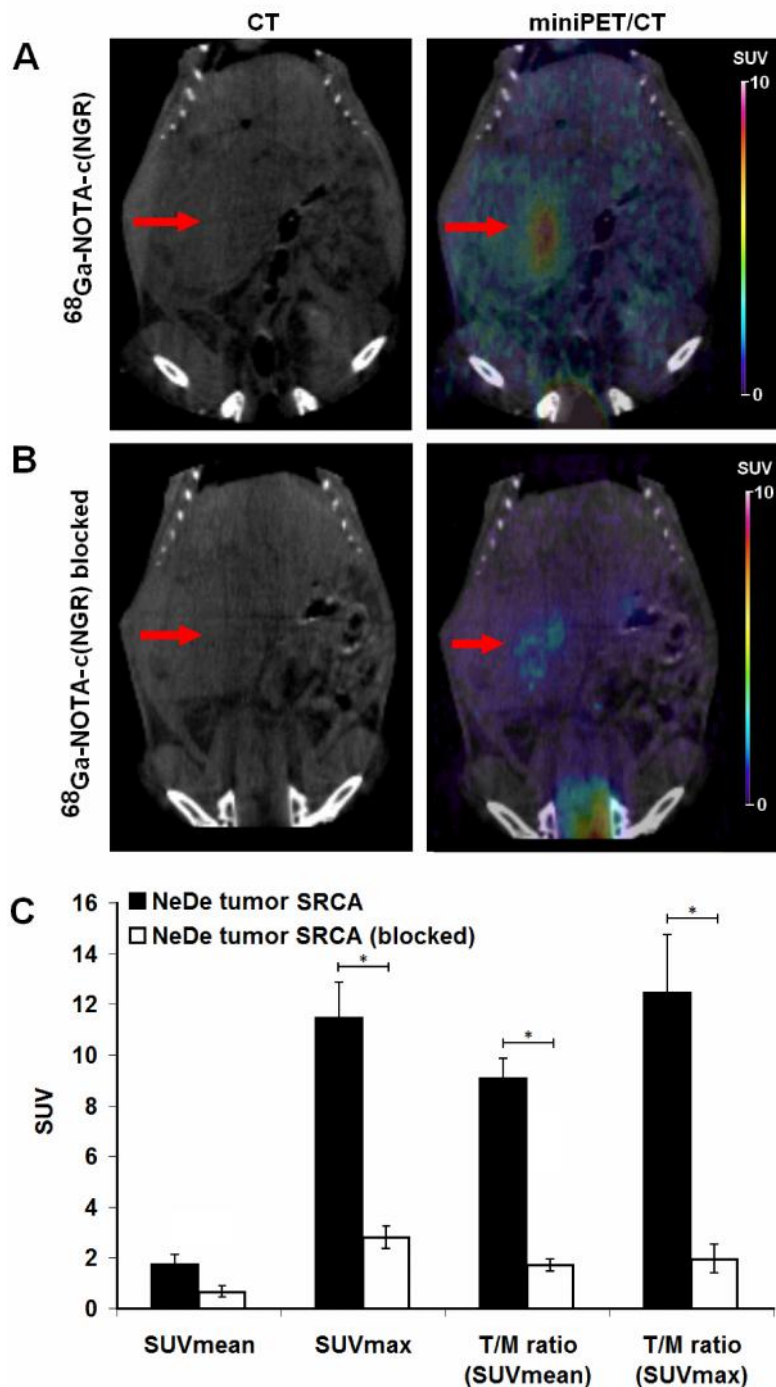 CT
miniPET/CT
A
68Ga-NOTA-c(NGR)
SUV
10
0
B
68Ga-NOTA-c(NGR) blocked
SUV
10
0
C
NeDe tumor SRCA
NeDe tumor SRCA (blocked)
SUV
16
14
12
10
8
6
4
2
0
*
*
*
SUVmean
SUVmax
T/M ratio
(SUVmean)
T/M ratio
(SUVmax)